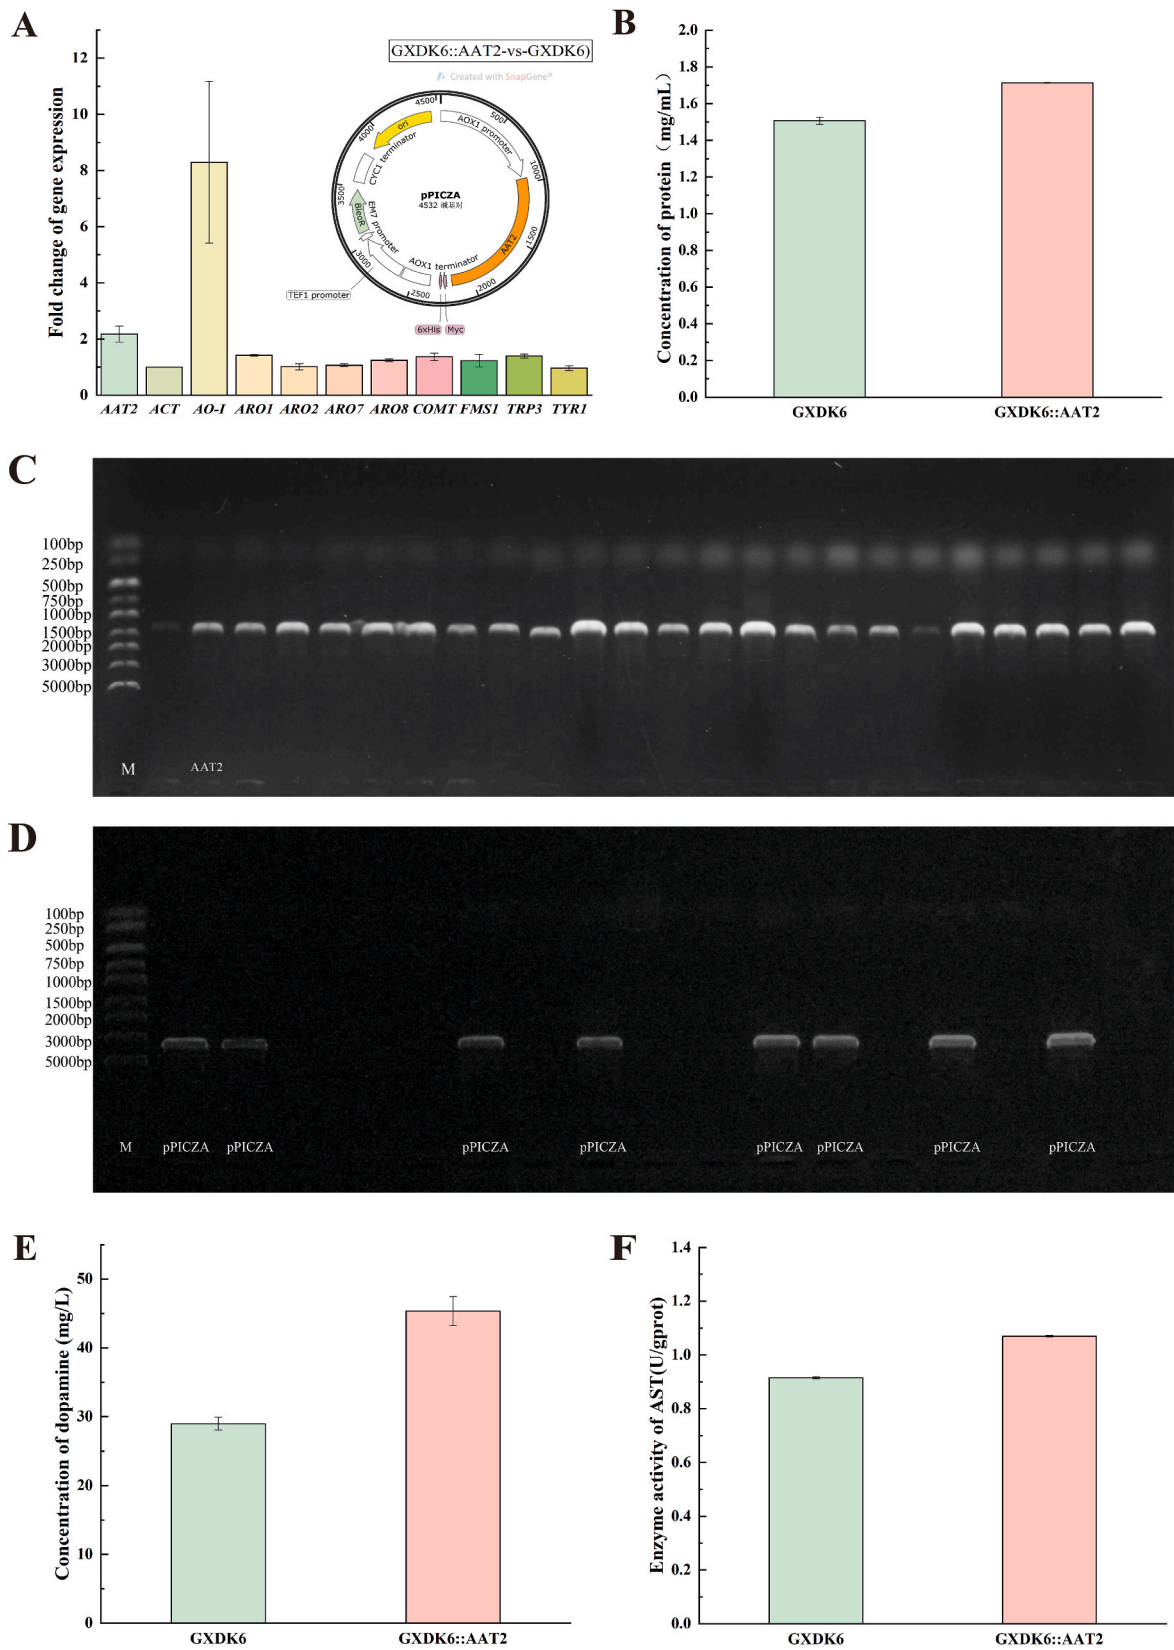 A
12
10
8
6
4
2
0
Fold change of gene expression
AAT2
ACT
AO-I
ARO1
ARO2
ARO7
ARO8
COMT
FMS1
TRP3
TYR1
GXDK6::AAT2-vs-GXDK6)
Created with SnapGene®
4500
500
1000
1500
2000
2500
3000
3500
4000
AOX1 promoter
AAT2
Myc
6xHis
AOX1 terminator
TEF1 promoter
EM7 promoter
BleoR
CYC1 terminator
ori
pPICZA
4532 碱基对
B
2.0
1.8
1.6
1.4
1.2
1.0
0.8
0.6
0.4
0.2
0.0
Concentration of protein（mg/mL）
GXDK6
GXDK6::AAT2
C
100bp
250bp
500bp
750bp
1000bp
1500bp
2000bp
3000bp
5000bp
M
AAT2
D
100bp
250bp
500bp
750bp
1000bp
1500bp
2000bp
3000bp
5000bp
M
pPICZA
pPICZA
pPICZA
pPICZA
pPICZA
pPICZA
pPICZA
pPICZA
E
50
40
30
20
10
0
Concentration of dopamine (mg/L)
GXDK6
GXDK6::AAT2
F
1.4
1.2
1.0
0.8
0.6
0.4
0.2
0.0
Enzyme activity of AST(U/gprot)
GXDK6
GXDK6::AAT2